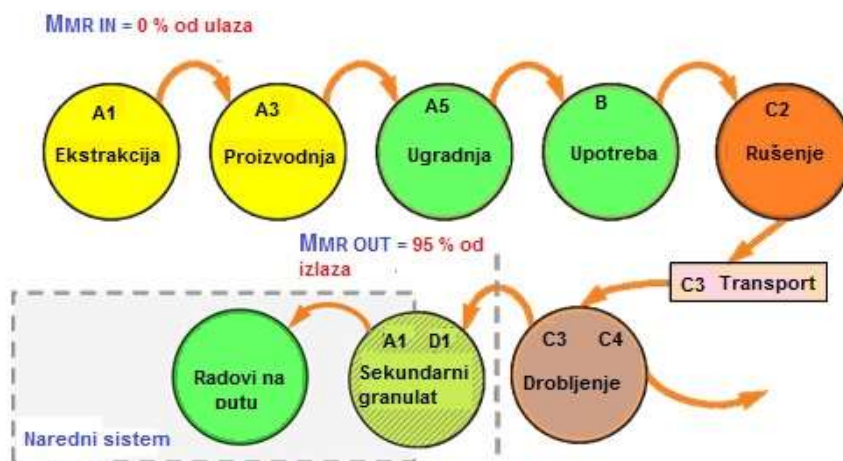 MMR IN = 0 % od ulaza
A1
Ekstrakcija
A3
Proizvodnja
A5
Ugradnja
B
Upotreba
C2
Rušenje
MMR OUT = 95 % od
izlaza
C3 Transport
Radovi na
putu
A1 D1
Sekundarni
granulat
C3 C4
Drobljenje
Naredni sistem